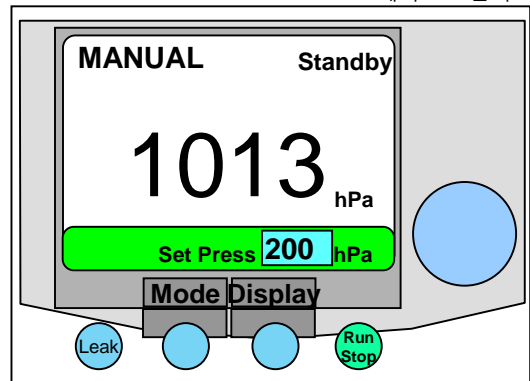 MANUAL Standby
1013 hPa
Set Press 200 hPa
Mode Display
Leak
Run
Stop